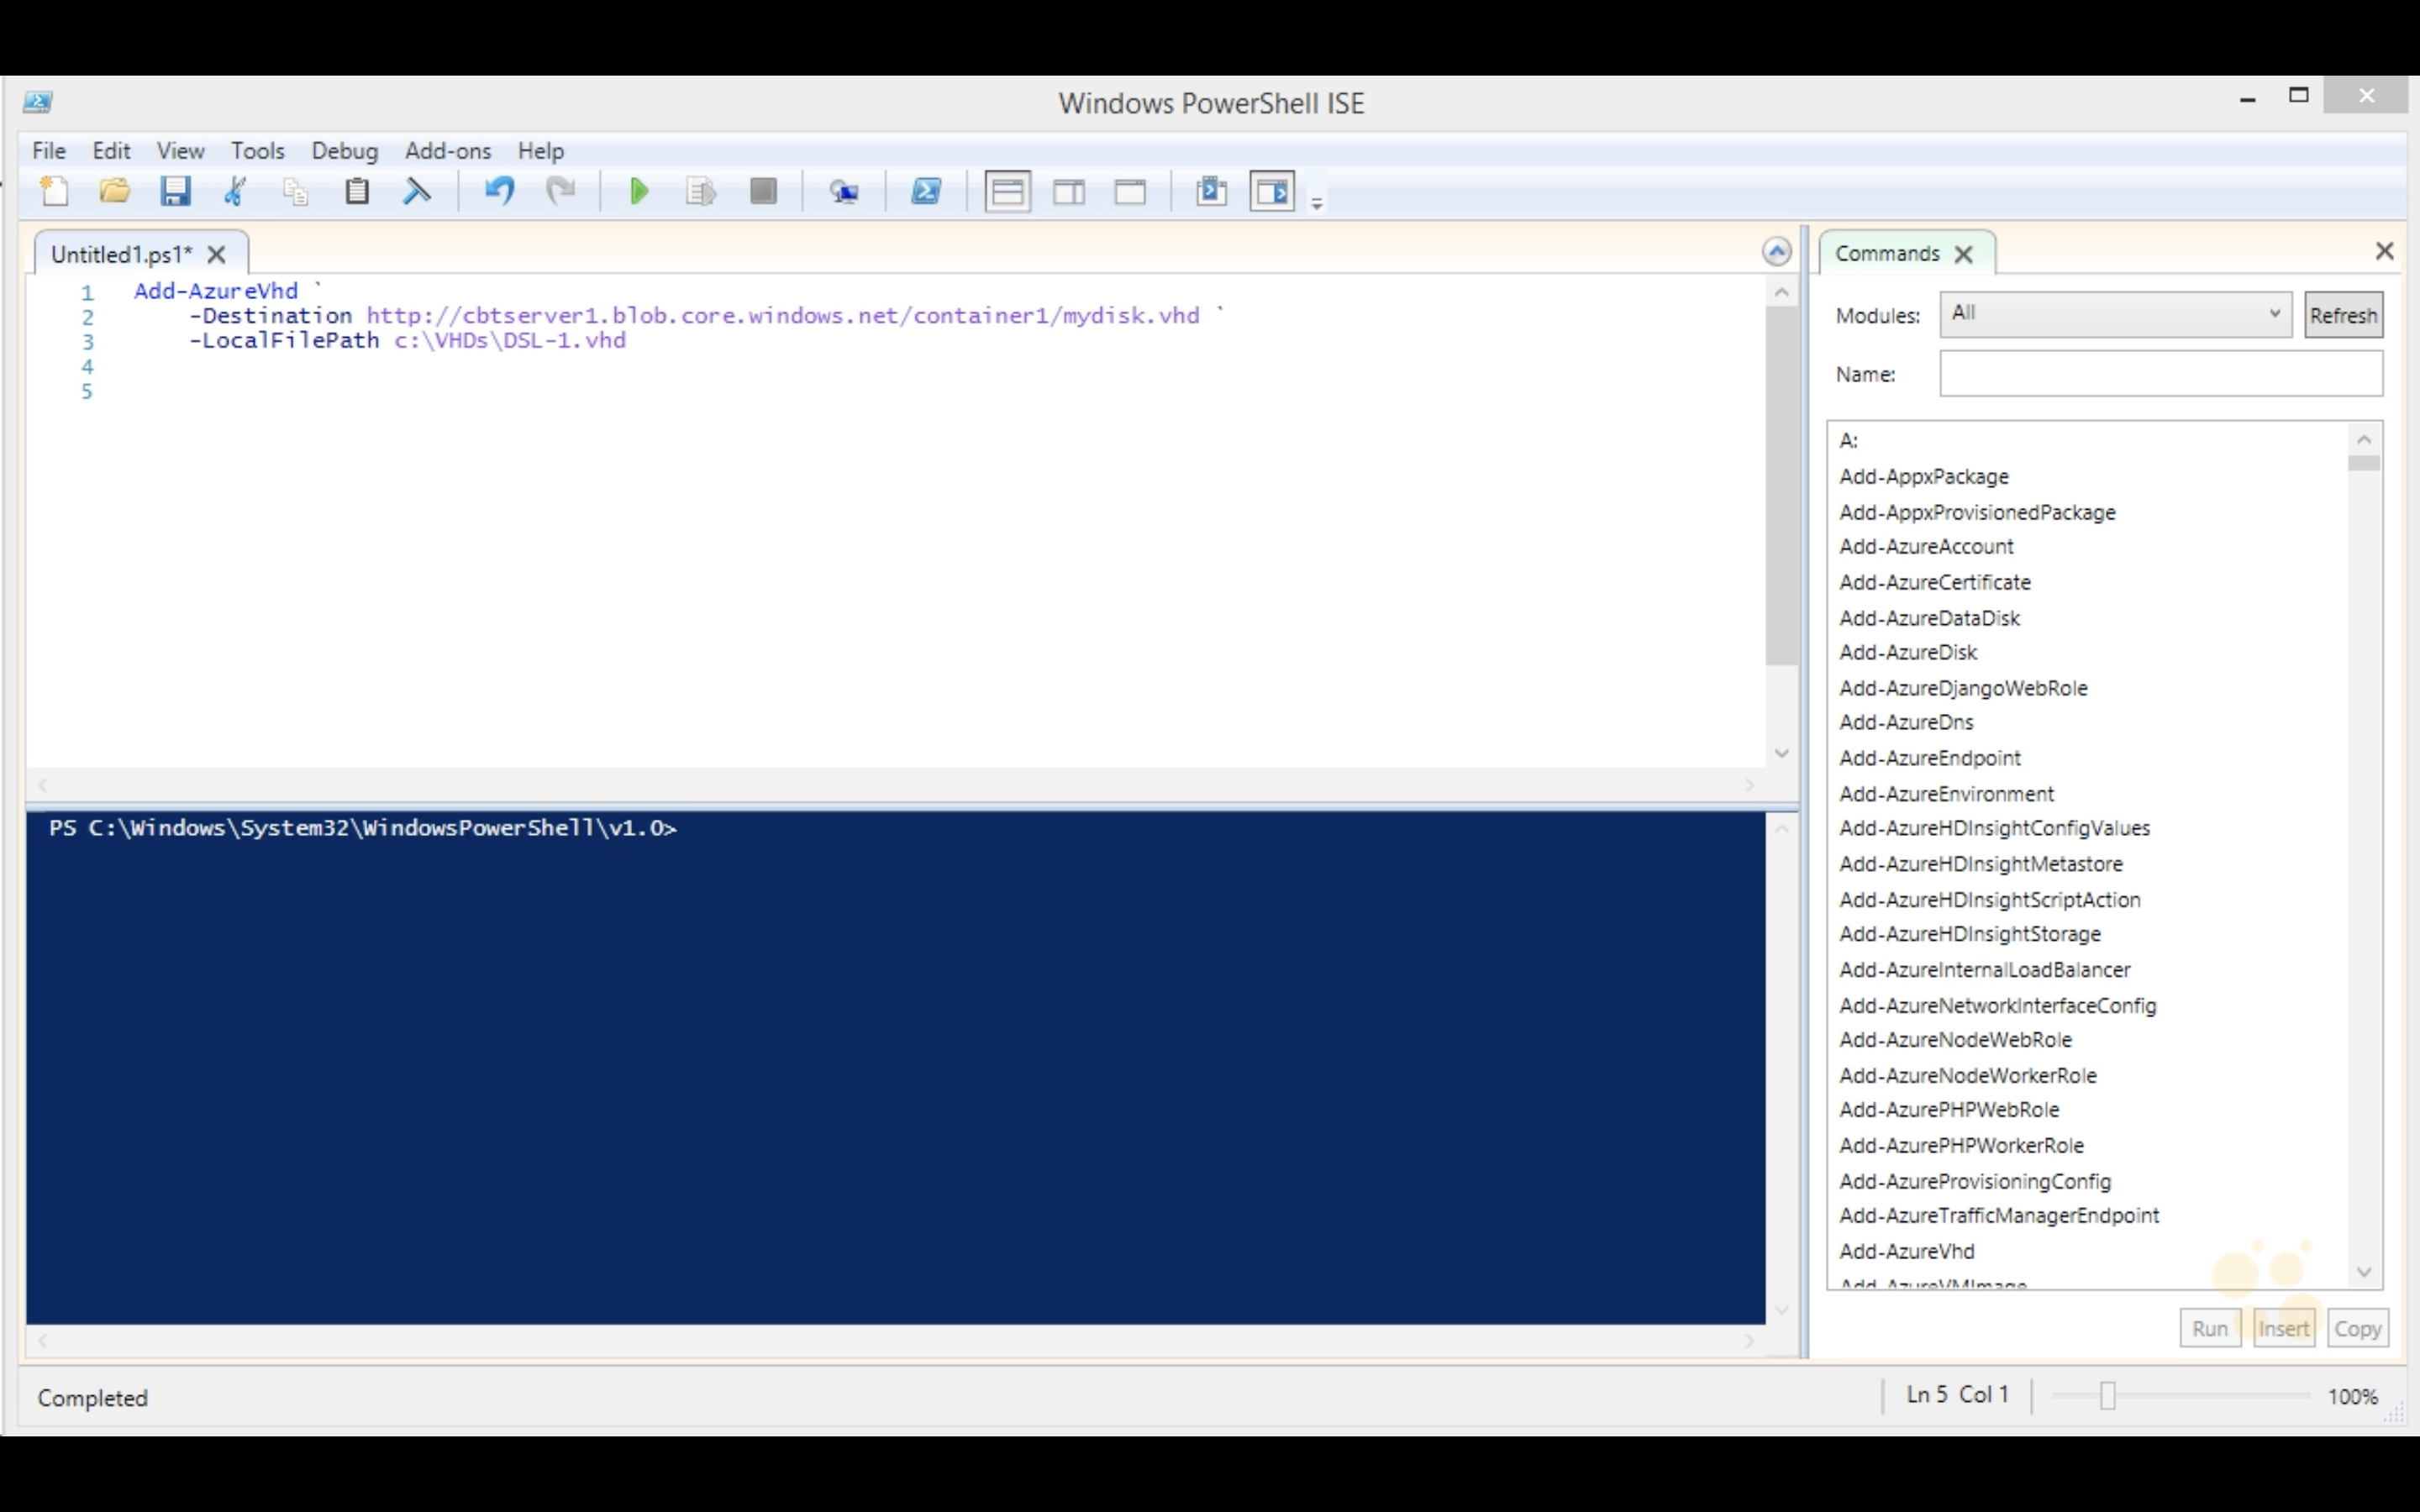 Windows PowerShell ISE
File Edit View Tools Debug Add-ons Help
Untitled1.ps1*
1 Add-AzureVhd `
2 -Destination http://cbtserver1.blob.core.windows.net/container1/mydisk.vhd `
3 -LocalFilePath c:\VHDs\DSL-1.vhd
4
5
PS C:\Windows\System32\WindowsPowerShell\v1.0>
Commands
Modules: All Refresh
Name:
A:
Add-AppxPackage
Add-AppxProvisionedPackage
Add-AzureAccount
Add-AzureCertificate
Add-AzureDataDisk
Add-AzureDisk
Add-AzureDjangoWebRole
Add-AzureDns
Add-AzureEndpoint
Add-AzureEnvironment
Add-AzureHDInsightConfigValues
Add-AzureHDInsightMetastore
Add-AzureHDInsightScriptAction
Add-AzureHDInsightStorage
Add-AzureInternalLoadBalancer
Add-AzureNetworkInterfaceConfig
Add-AzureNodeWebRole
Add-AzureNodeWorkerRole
Add-AzurePHPWebRole
Add-AzurePHPWorkerRole
Add-AzureProvisioningConfig
Add-AzureTrafficManagerEndpoint
Add-AzureVhd
Add-AzureVMImage
Run Insert Copy
Completed
Ln 5 Col 1
100%